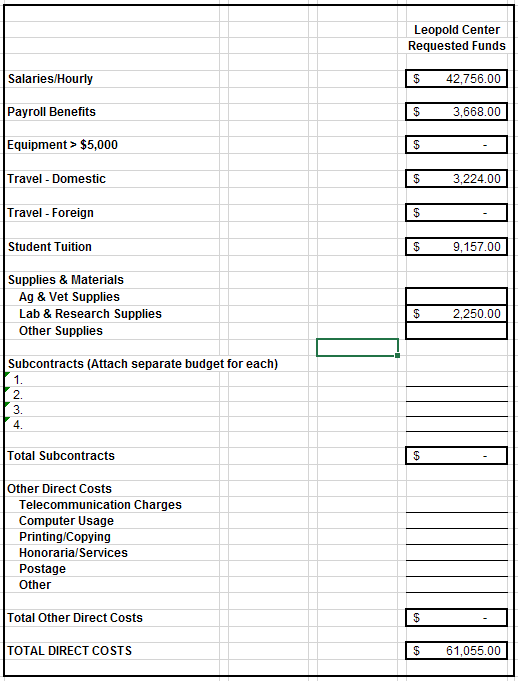 Leopold Center
Requested Funds
Salaries/Hourly $ 42,756.00
Payroll Benefits $ 3,668.00
Equipment > $5,000 $ -
Travel - Domestic $ 3,224.00
Travel - Foreign $ -
Student Tuition $ 9,157.00
Supplies & Materials
Ag & Vet Supplies
Lab & Research Supplies $ 2,250.00
Other Supplies
Subcontracts (Attach separate budget for each)
1.
2.
3.
4.
Total Subcontracts $ -
Other Direct Costs
Telecommunication Charges
Computer Usage
Printing/Copying
Honoraria/Services
Postage
Other
Total Other Direct Costs $ -
TOTAL DIRECT COSTS $ 61,055.00